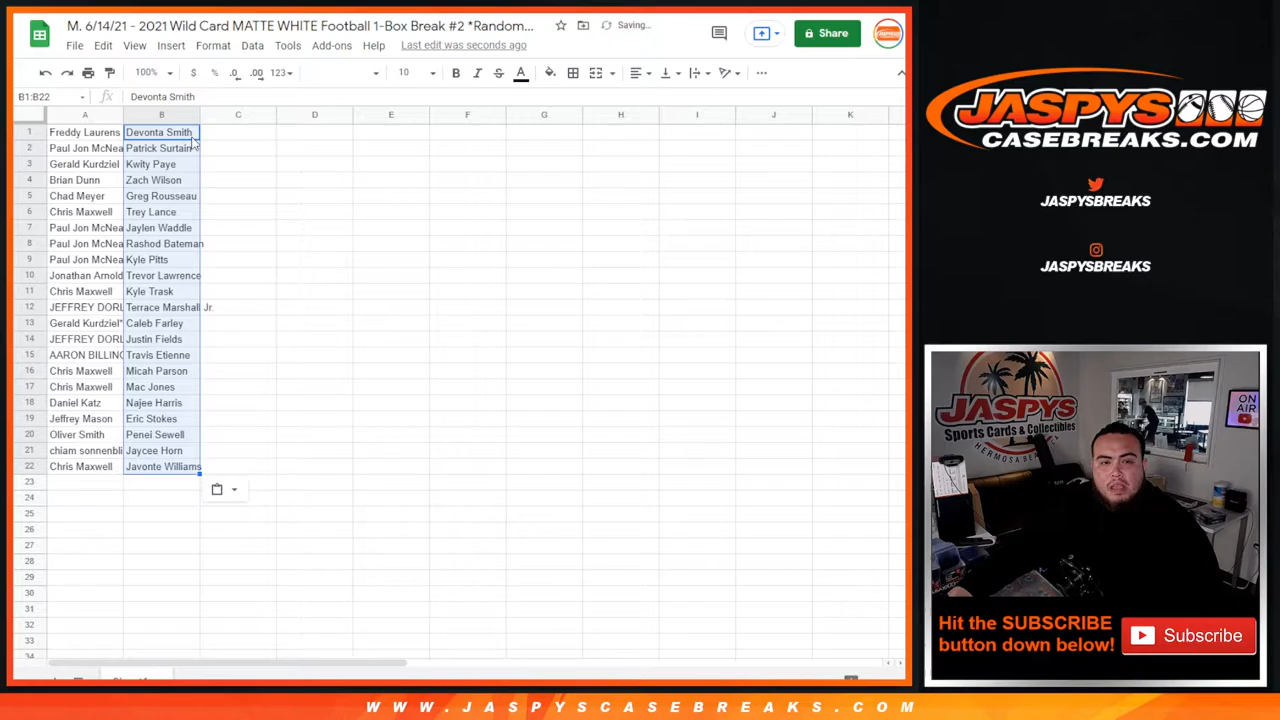 M. 6/14/21 - 2021 Wild Card MATTE WHITE Football 1-Box Break #2 *Random...
Saving...
Share
File Edit View Insert Format Data Tools Add-ons Help Last edit was seconds ago
100% $ % .0 .00 123 10 B I S A
B1:B22 fx Devonta Smith
A B C D E F G H I J K
1 Freddy Laurens Devonta Smith
2 Paul Jon McNea Patrick Surtain
3 Gerald Kurdziel Kwity Paye
4 Brian Dunn Zach Wilson
5 Chad Meyer Greg Rousseau
6 Chris Maxwell Trey Lance
7 Paul Jon McNea Jaylen Waddle
8 Paul Jon McNea Rashod Bateman
9 Paul Jon McNea Kyle Pitts
10 Jonathan Arnold Trevor Lawrence
11 Chris Maxwell Kyle Trask
12 JEFFREY DORL Terrace Marshall Jr.
13 Gerald Kurdziel* Caleb Farley
14 JEFFREY DORL Justin Fields
15 AARON BILLING Travis Etienne
16 Chris Maxwell Micah Parson
17 Chris Maxwell Mac Jones
18 Daniel Katz Najee Harris
19 Jeffrey Mason Eric Stokes
20 Oliver Smith Penei Sewell
21 chiam sonnenbli Jaycee Horn
22 Chris Maxwell Javonte Williams
23
24
25
26
27
28
29
30
31
32
33
34
JASPYS
CASEBREAKS.COM
JASPYSBREAKS
JASPYSBREAKS
JASPYS
Sports Cards & Collectibles
HERMOSA BEACH
ON
AIR
Hit the SUBSCRIBE
button down below!
Subscribe
WWW.JASPYSCASEBREAKS.COM